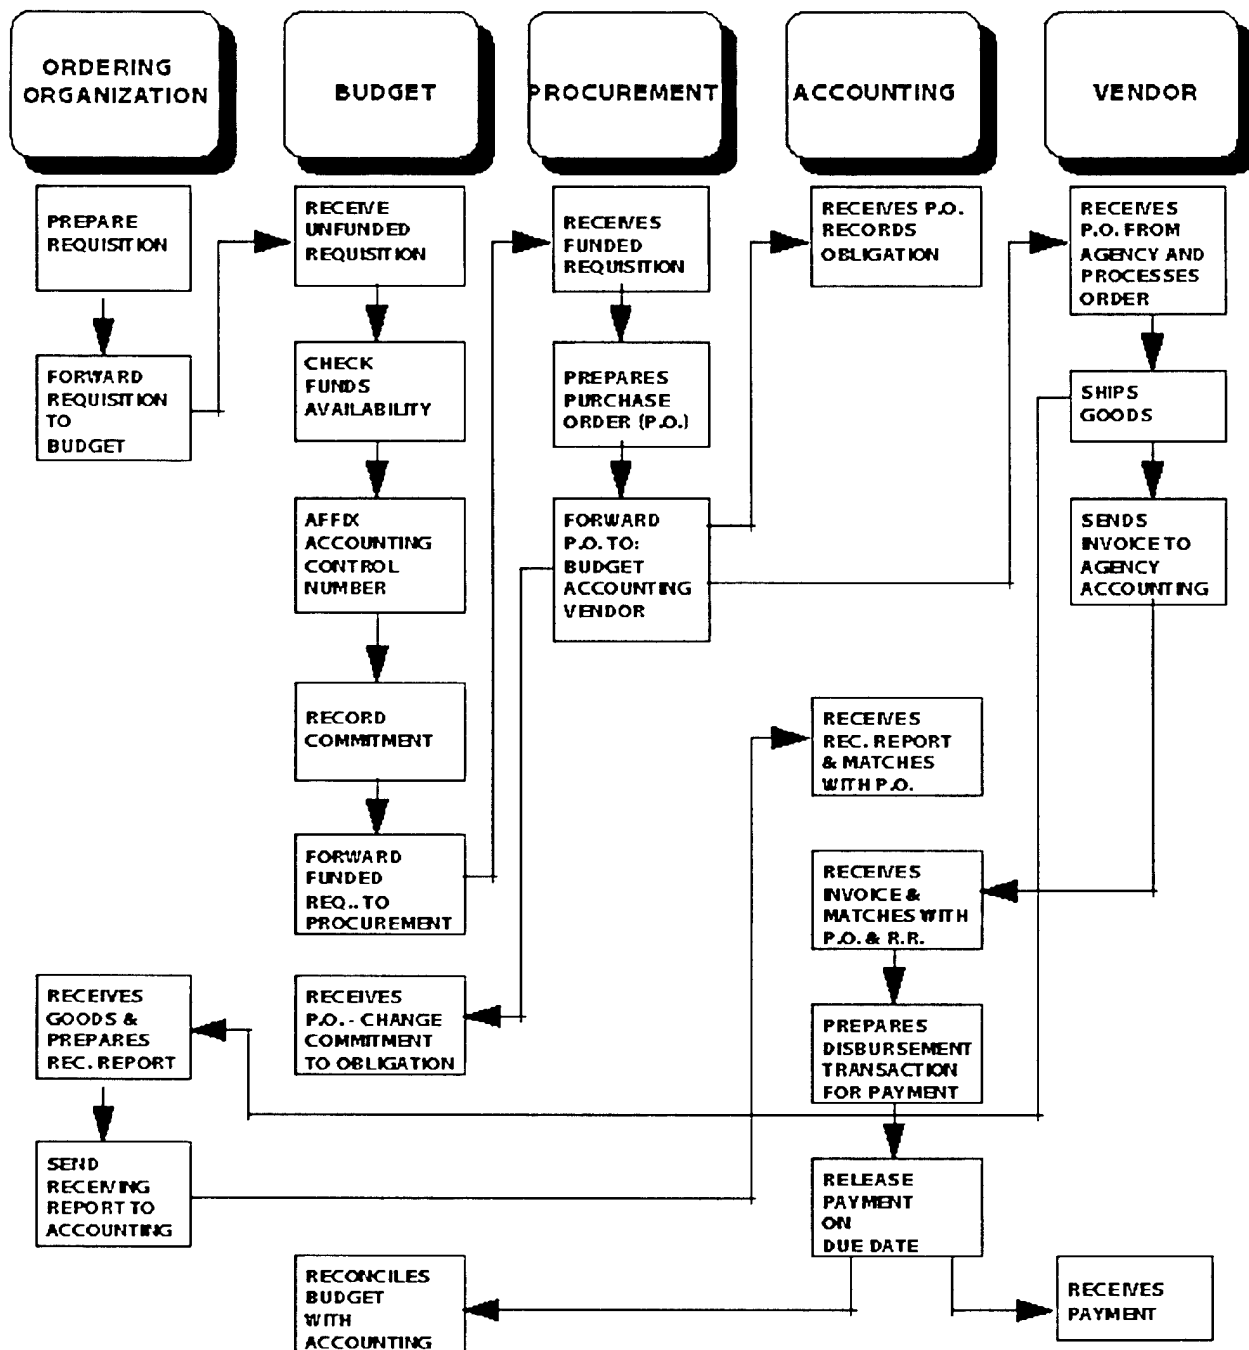 ORDERING
ORGANIZATION
BUDGET
PROCUREMENT
ACCOUNTING
VENDOR
PREPARE
REQUISITION
FORWARD
REQUISITION
TO
BUDGET
RECEIVE
UNFUNDED
REQUISITION
CHECK
FUNDS
AVAILABILITY
AFFIX
ACCOUNTING
CONTROL
NUMBER
RECORD
COMMITMENT
FORWARD
FUNDED
REQ.. TO
PROCUREMENT
RECEIVES
FUNDED
REQUISITION
PREPARES
PURCHASE
ORDER (P.O.)
FORWARD
P.O. TO:
BUDGET
ACCOUNTING
VENDOR
RECEIVES P.O.
RECORDS
OBLIGATION
RECEIVES
P.O. FROM
AGENCY AND
PROCESSES
ORDER
SHIPS
GOODS
SENDS
INVOICE TO
AGENCY
ACCOUNTING
RECEIVES
REC. REPORT
& MATCHES
WITH P.O.
RECEIVES
INVOICE &
MATCHES WITH
P.O. & R.R.
RECEIVES
GOODS &
PREPARES
REC. REPORT
RECEIVES
P.O. - CHANGE
COMMITMENT
TO OBLIGATION
PREPARES
DISBURSEMENT
TRANSACTION
FOR PAYMENT
SEND
RECEIVING
REPORT TO
ACCOUNTING
RELEASE
PAYMENT
ON
DUE DATE
RECONCILES
BUDGET
WITH
ACCOUNTING
RECEIVES
PAYMENT